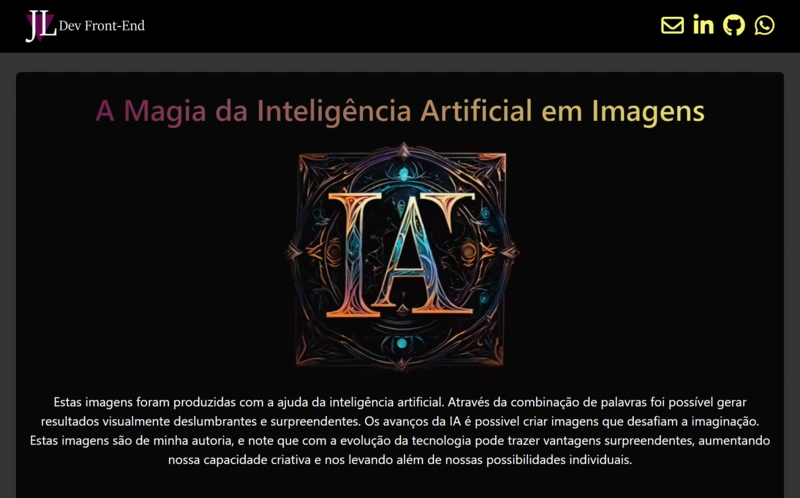 JL Dev Front-End
A Magia da Inteligência Artificial em Imagens
IA
Estas imagens foram produzidas com a ajuda da inteligência artificial. Através da combinação de palavras foi possível gerar
resultados visualmente deslumbrantes e surpreendentes. Os avanços da IA é possivel criar imagens que desafiam a imaginação.
Estas imagens são de minha autoria, e note que com a evolução da tecnologia pode trazer vantagens surpreendentes, aumentando
nossa capacidade criativa e nos levando além de nossas possibilidades individuais.